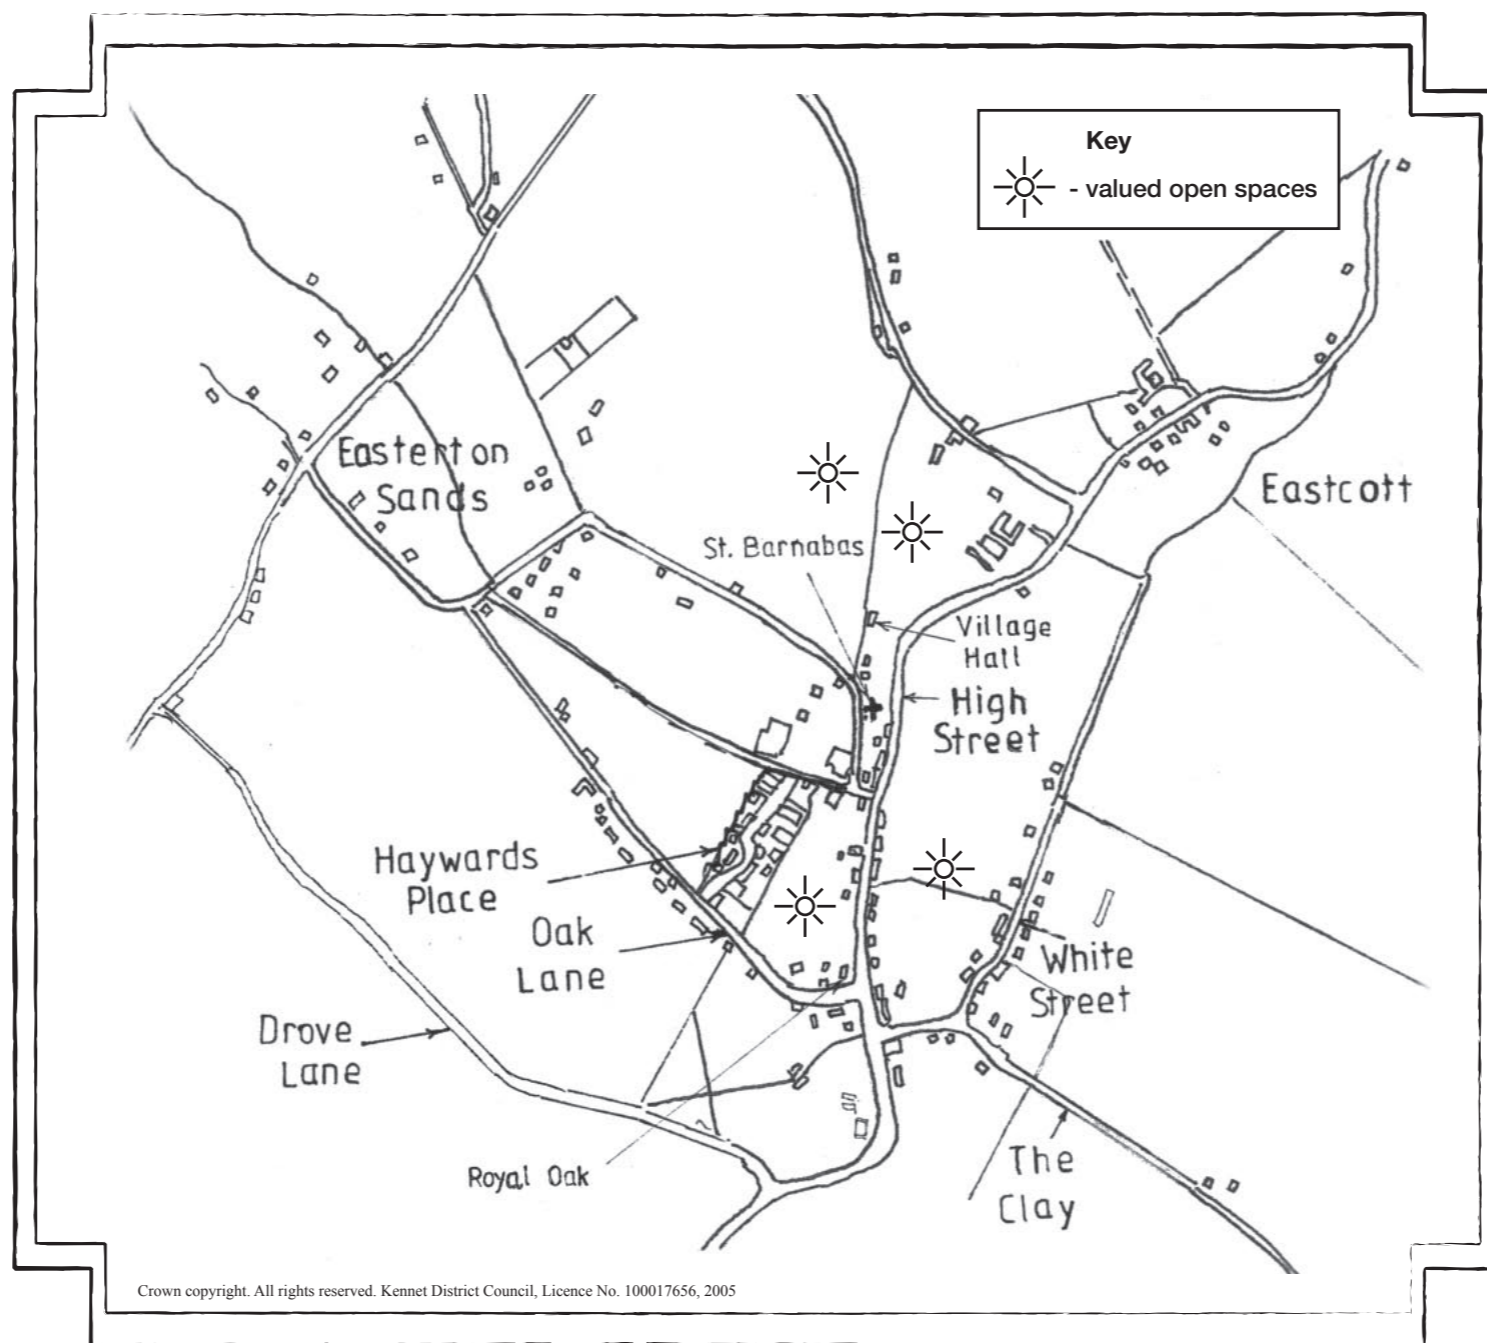 Key
- valued open spaces
Easterton
Sands
Eastcott
St. Barnabas
Village
Hall
High
Street
Haywards
Place
Oak
Lane
White
Street
Drove
Lane
The
Clay
Royal Oak
Crown copyright. All rights reserved. Kennet District Council, Licence No. 100017656, 2005